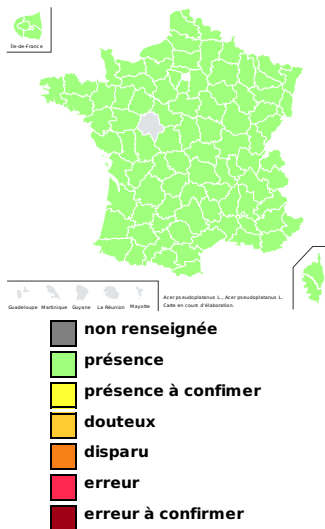 Île-de-France
Guadeloupe Martinique Guyane La Réunion Mayotte
Acer pseudoplatanus L., Acer pseudoplatanus L.
Carte en cours d'élaboration.
non renseignée
présence
présence à confimer
douteux
disparu
erreur
erreur à confirmer